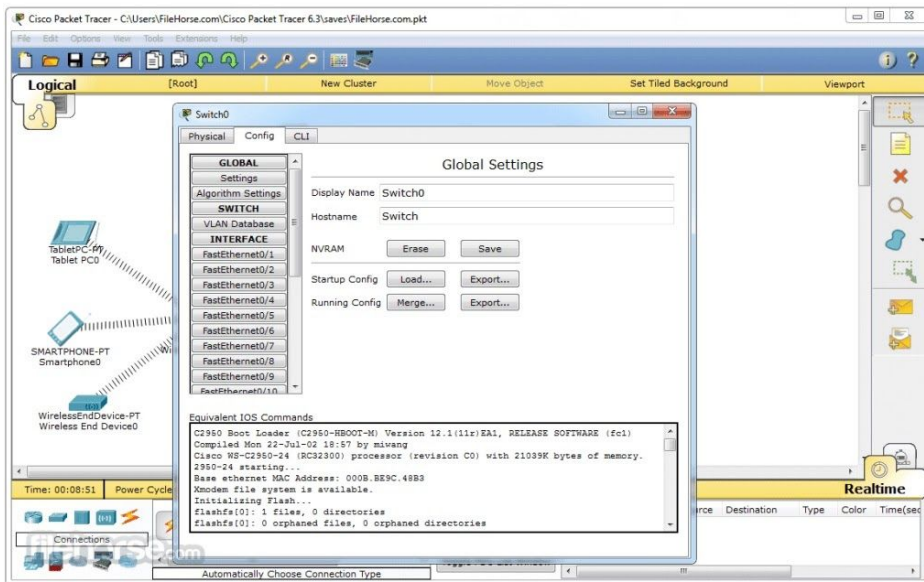 Cisco Packet Tracer - C:\Users\FileHorse.com\Cisco Packet Tracer 6.3\saves\FileHorse.com.pkt
File Edit Options View Tools Extensions Help
Logical [Root] New Cluster Move Object Set Tiled Background Viewport
Switch0
Physical Config CLI
GLOBAL
Settings
Algorithm Settings
SWITCH
VLAN Database
INTERFACE
FastEthernet0/1
FastEthernet0/2
FastEthernet0/3
FastEthernet0/4
FastEthernet0/5
FastEthernet0/6
FastEthernet0/7
FastEthernet0/8
FastEthernet0/9
FastEthernet0/10
Global Settings
Display Name Switch0
Hostname Switch
NVRAM Erase Save
Startup Config Load... Export...
Running Config Merge... Export...
Equivalent IOS Commands
C2950 Boot Loader (C2950-HBOOT-M) Version 12.1(11r)EA1, RELEASE SOFTWARE (fc1)
Compiled Mon 22-Jul-02 18:57 by miwang
Cisco WS-C2950-24 (RC32300) processor (revision C0) with 21039K bytes of memory.
2950-24 starting...
Base ethernet MAC Address: 000B.BE9C.48B3
Xmodem file system is available.
Initializing Flash...
flashfs[0]: 1 files, 0 directories
flashfs[0]: 0 orphaned files, 0 orphaned directories
TabletPC-PT
Tablet PC0
SMARTPHONE-PT
Smartphone0
Wi
WirelessEndDevice-PT
Wireless End Device0
Time: 00:08:51 Power Cycle
Realtime
Destination Type Color Time(sec
Connections
filehorse.com
Automatically Choose Connection Type